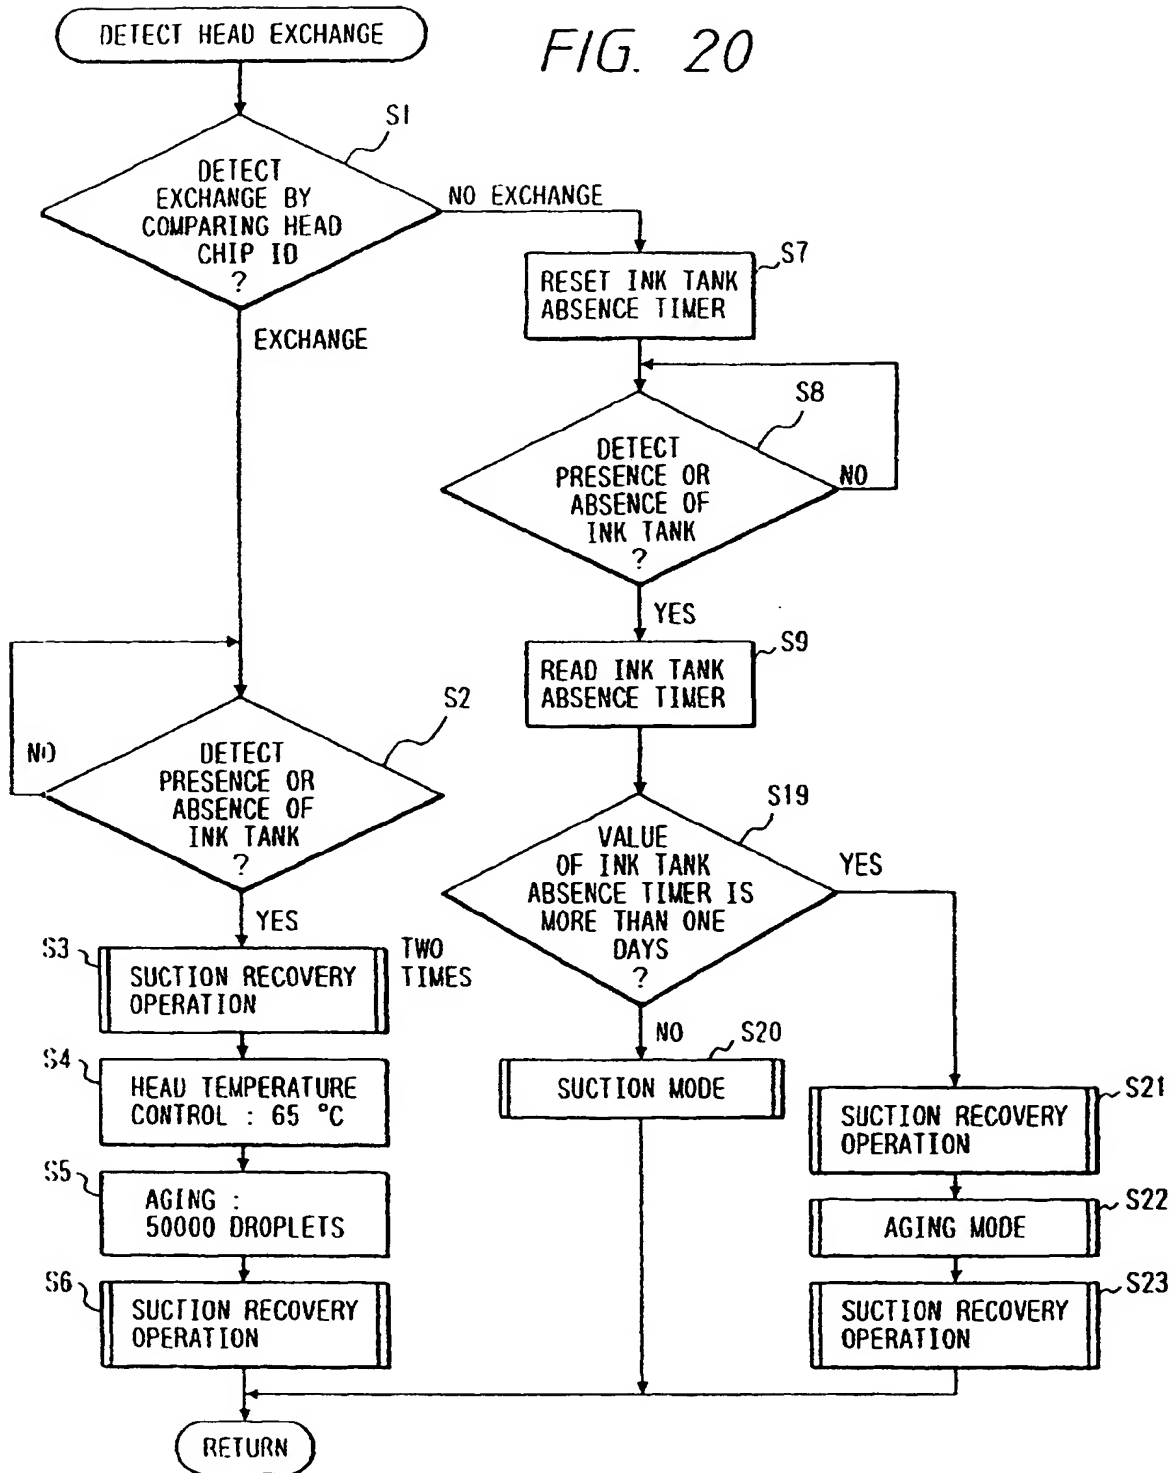 DETECT HEAD EXCHANGE
FIG. 20
S1
DETECT
EXCHANGE BY
COMPARING HEAD
CHIP ID
?
NO EXCHANGE
EXCHANGE
S7
RESET INK TANK
ABSENCE TIMER
S8
DETECT
PRESENCE OR
ABSENCE OF
INK TANK
?
NO
YES
S9
READ INK TANK
ABSENCE TIMER
S2
DETECT
PRESENCE OR
ABSENCE OF
INK TANK
?
NO
YES
S19
VALUE
OF INK TANK
ABSENCE TIMER IS
MORE THAN ONE
DAYS
?
YES
NO
S3
SUCTION RECOVERY
OPERATION
TWO
TIMES
S4
HEAD TEMPERATURE
CONTROL : 65 °C
S5
AGING :
50000 DROPLETS
S6
SUCTION RECOVERY
OPERATION
S20
SUCTION MODE
S21
SUCTION RECOVERY
OPERATION
S22
AGING MODE
S23
SUCTION RECOVERY
OPERATION
RETURN